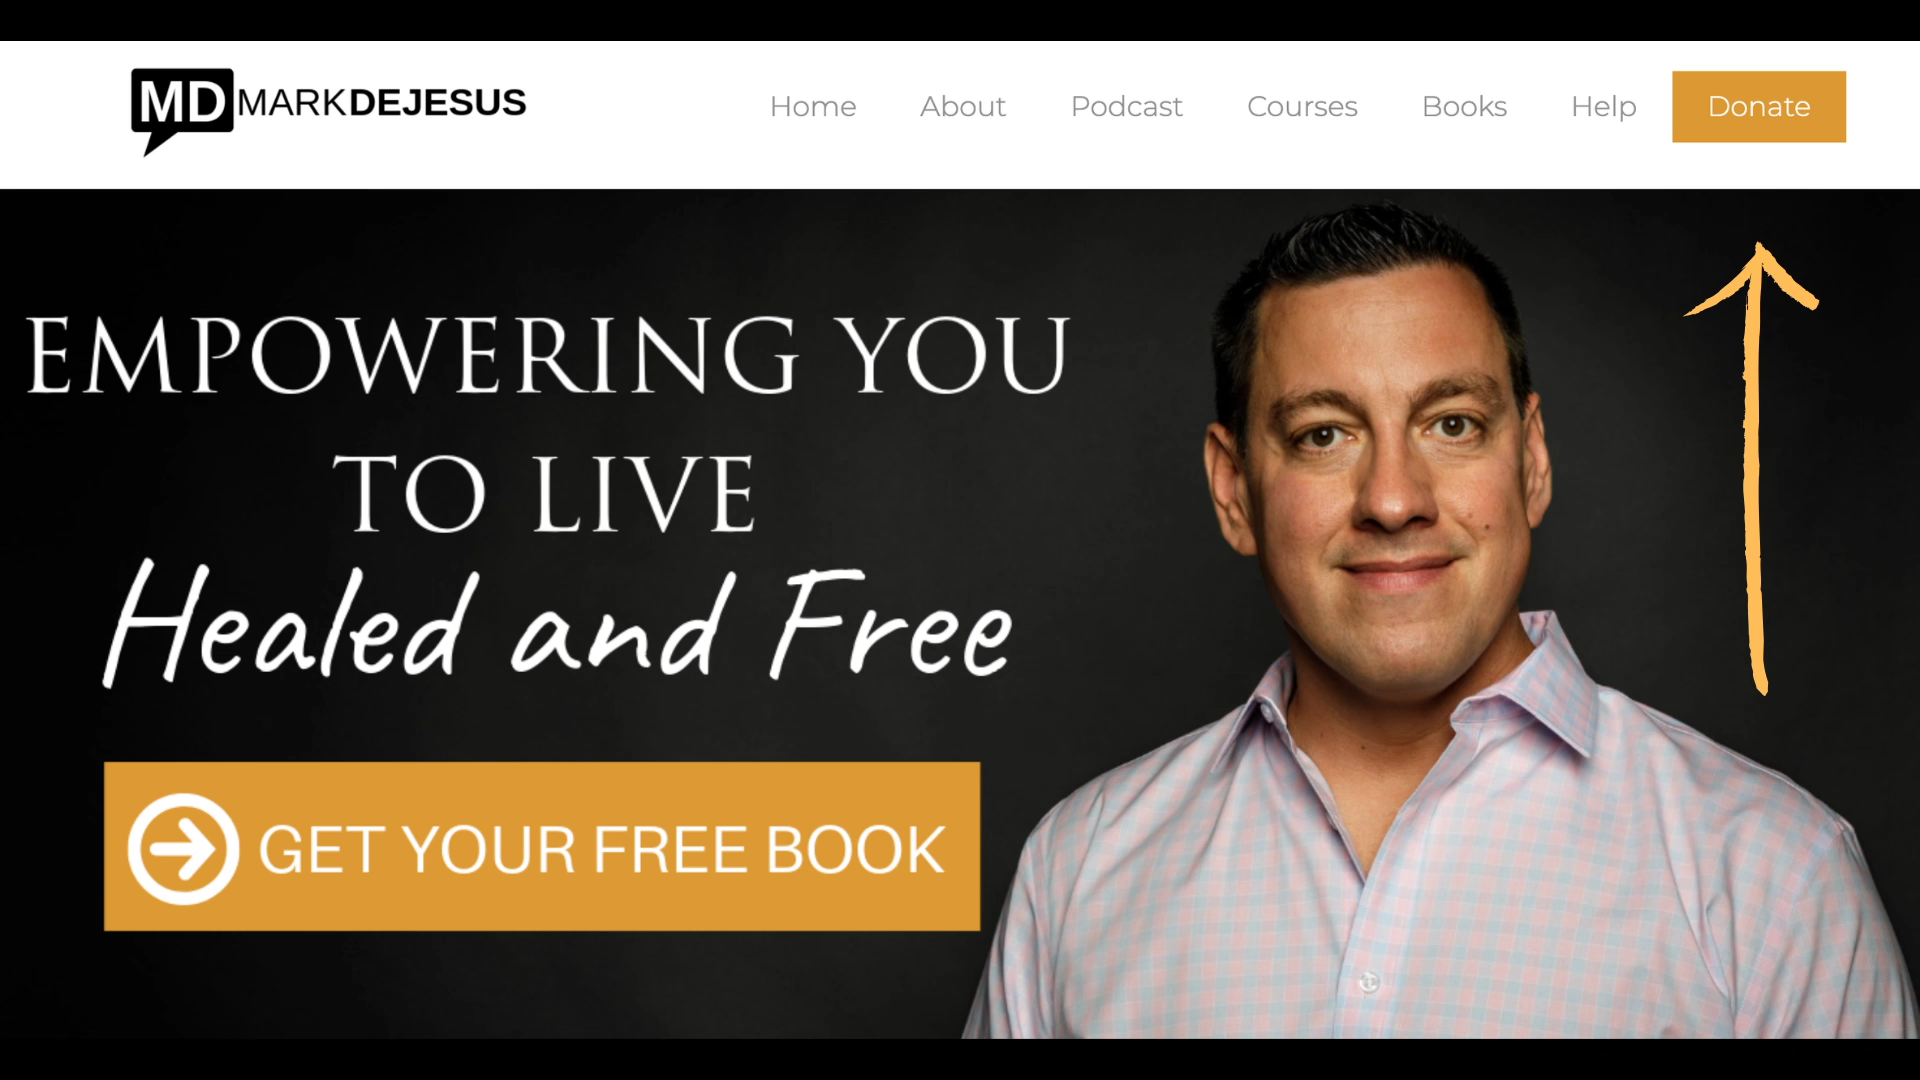 MD MARKDEJESUS
Home About Podcast Courses Books Help Donate
EMPOWERING YOU
TO LIVE
Healed and Free
GET YOUR FREE BOOK